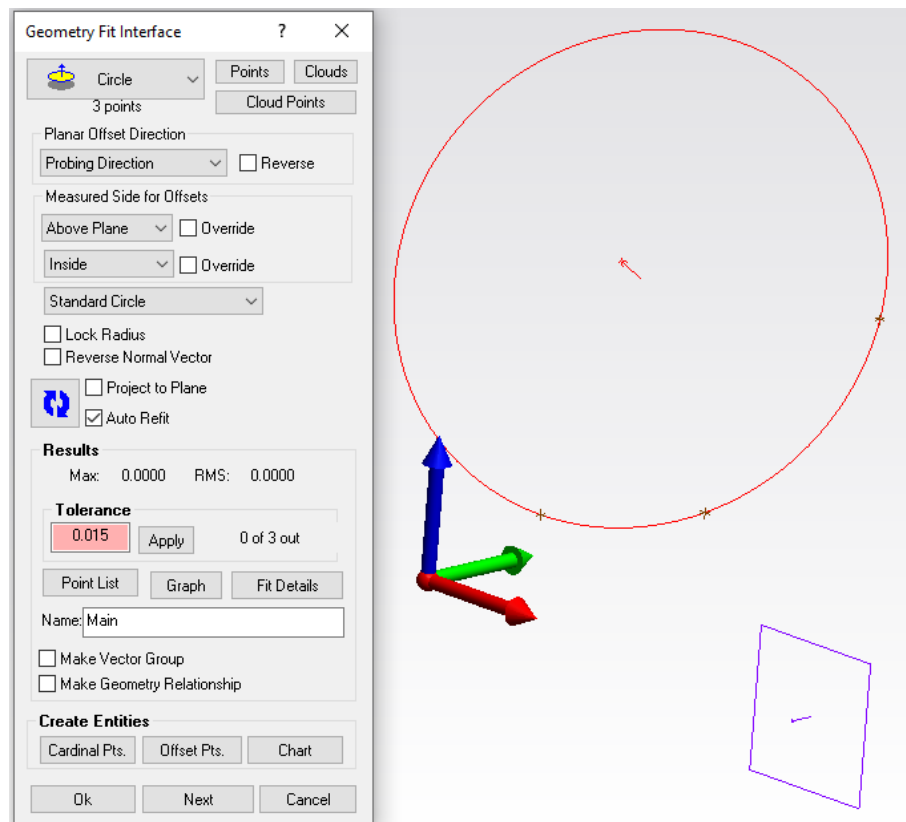 Geometry Fit Interface ? X
Circle Points Clouds
3 points Cloud Points
Planar Offset Direction
Probing Direction Reverse
Measured Side for Offsets
Above Plane Override
Inside Override
Standard Circle
Lock Radius
Reverse Normal Vector
Project to Plane
Auto Refit
Results
Max: 0.0000 RMS: 0.0000
Tolerance
0.015 Apply 0 of 3 out
Point List Graph Fit Details
Name: Main
Make Vector Group
Make Geometry Relationship
Create Entities
Cardinal Pts. Offset Pts. Chart
Ok Next Cancel